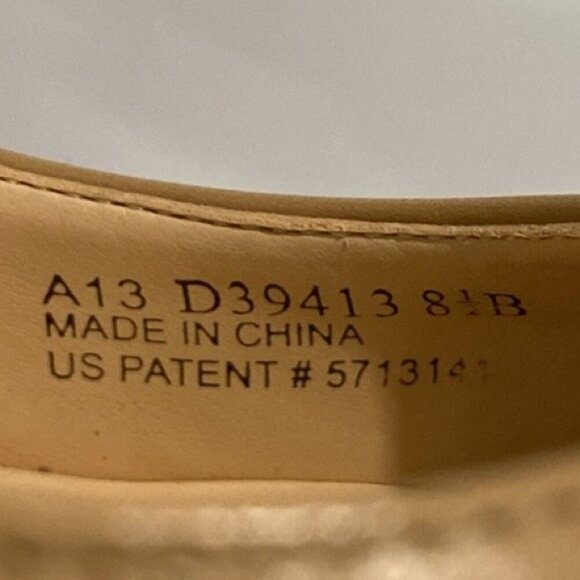 A13 D39413 8½B
MADE IN CHINA
US PATENT # 571314